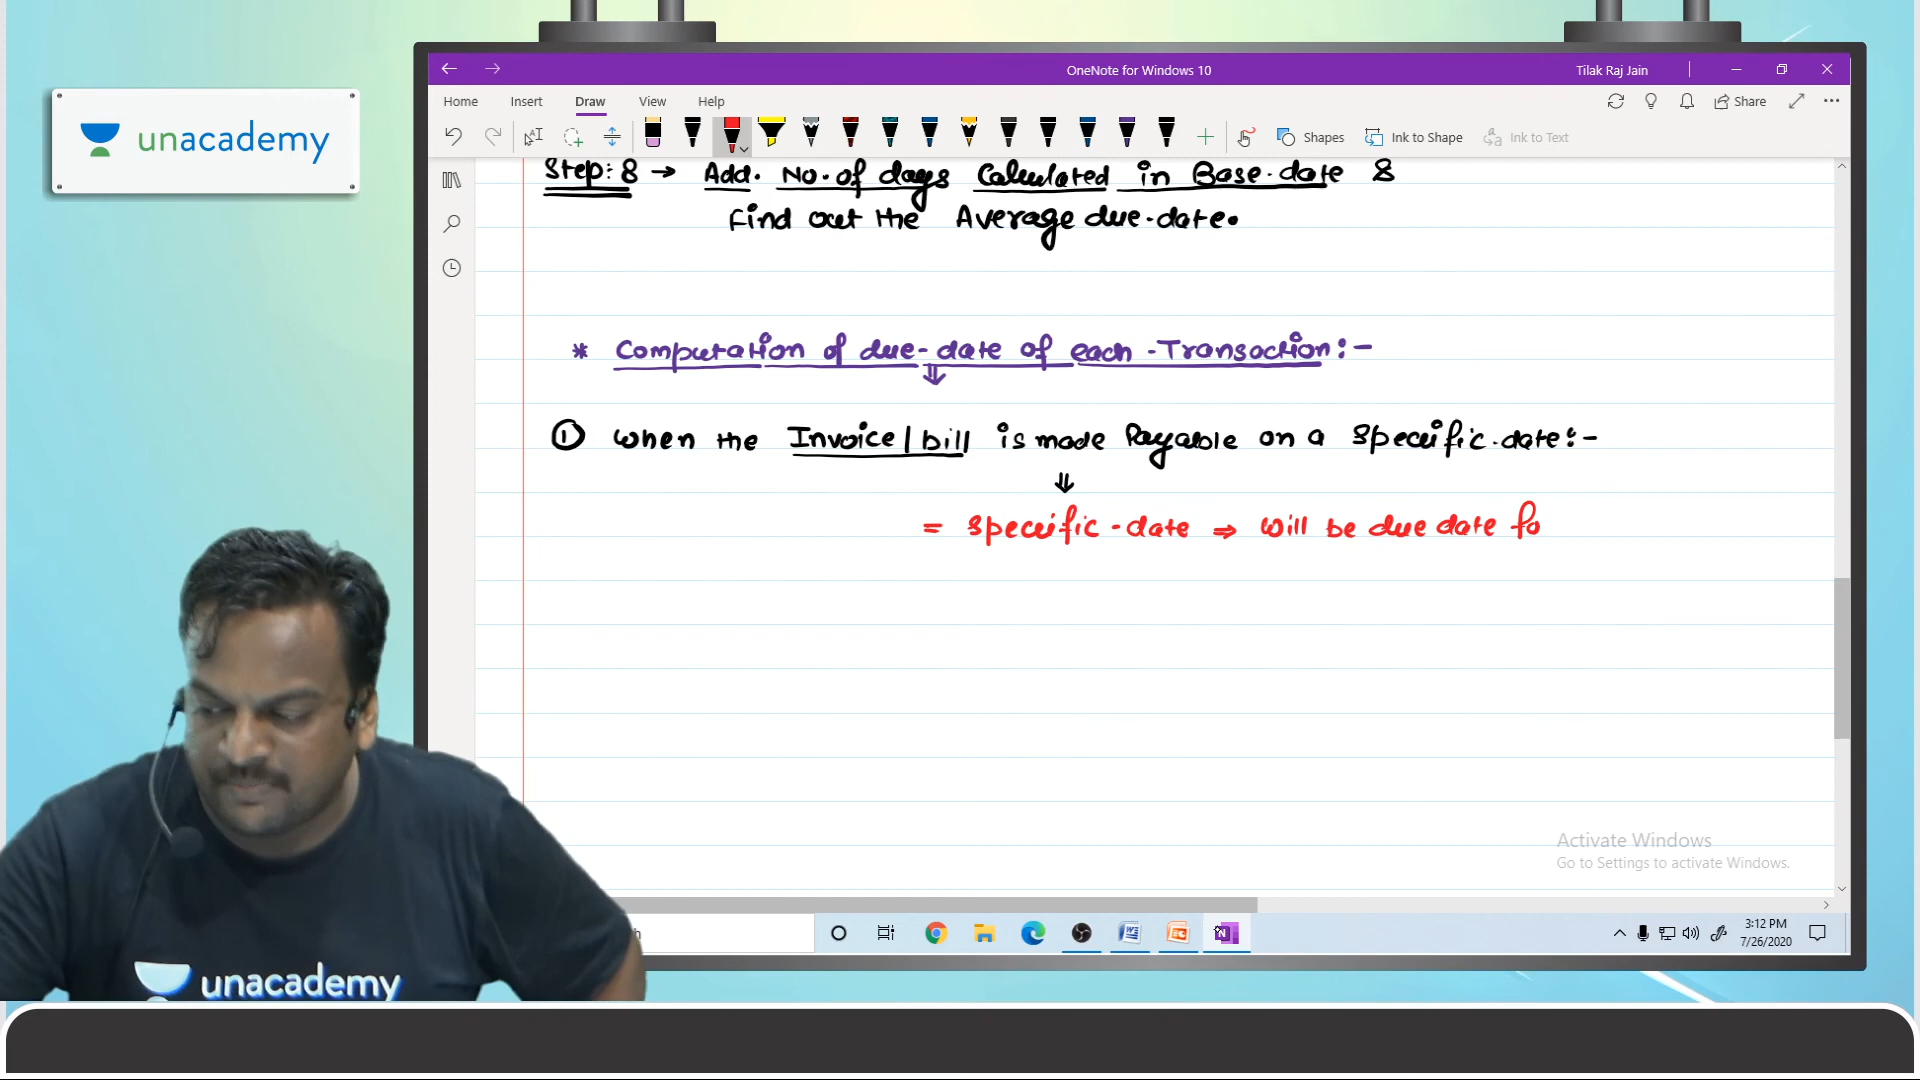 unacademy
OneNote for Windows 10
Tilak Raj Jain
Home Insert Draw View Help
Share
Shapes Ink to Shape Ink to Text
Step: 8 → Add. No. of days Calculated in Base-date &
Find out the Average due-date.
* Computation of due-date of each-Transaction:-
⇓
① When the Invoice/bill is made Payable on a Specific-date:-
⇓
= Specific-date ⇒ will be due date fo
Activate Windows
Go to Settings to activate Windows.
h
3:12 PM
7/26/2020
unacademy